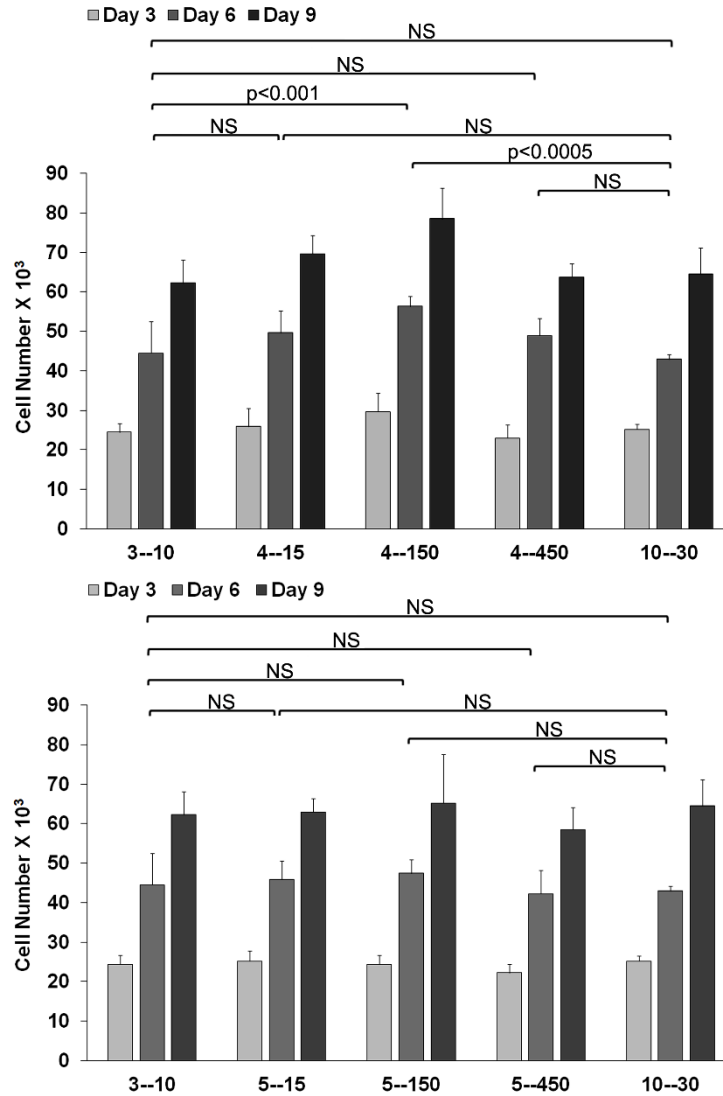 Day 3 Day 6 Day 9
NS
NS
p<0.001
NS NS
p<0.0005
NS
90
80
70
60
50
40
30
20
10
0
Cell Number X 10³
3--10 4--15 4--150 4--450 10--30
Day 3 Day 6 Day 9
NS
NS
NS
NS NS
NS
NS
90
80
70
60
50
40
30
20
10
0
Cell Number X 10³
3--10 5--15 5--150 5--450 10--30